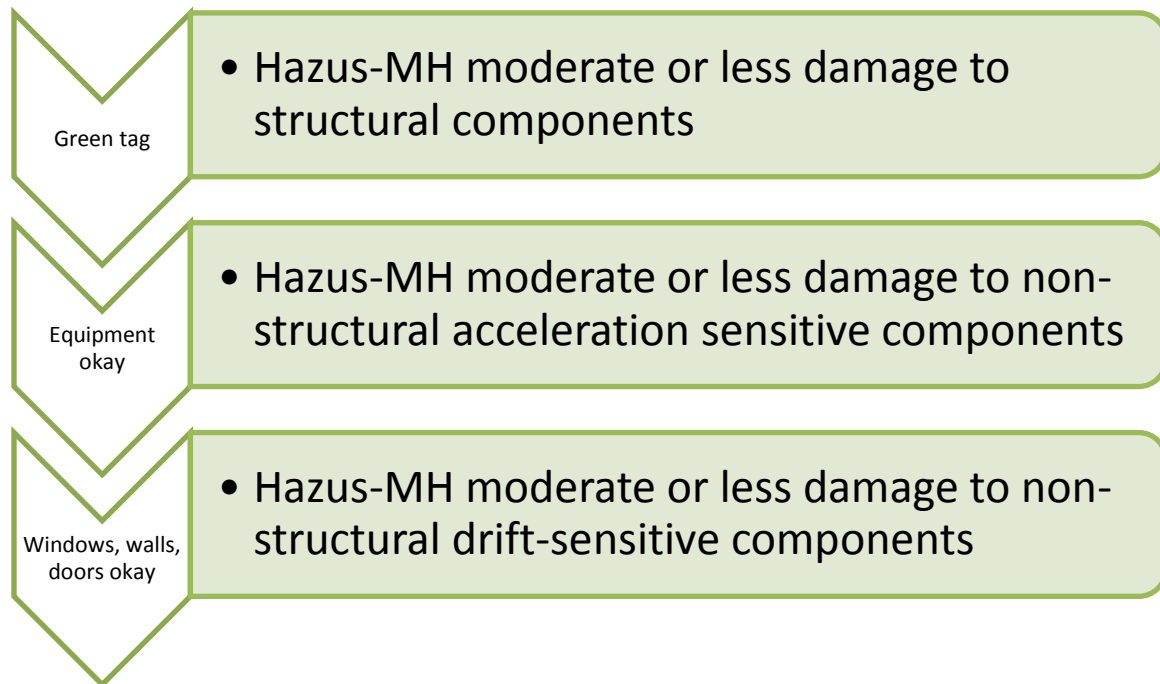 Green tag
• Hazus-MH moderate or less damage to
structural components
Equipment
okay
• Hazus-MH moderate or less damage to non-
structural acceleration sensitive components
Windows, walls,
doors okay
• Hazus-MH moderate or less damage to non-
structural drift-sensitive components